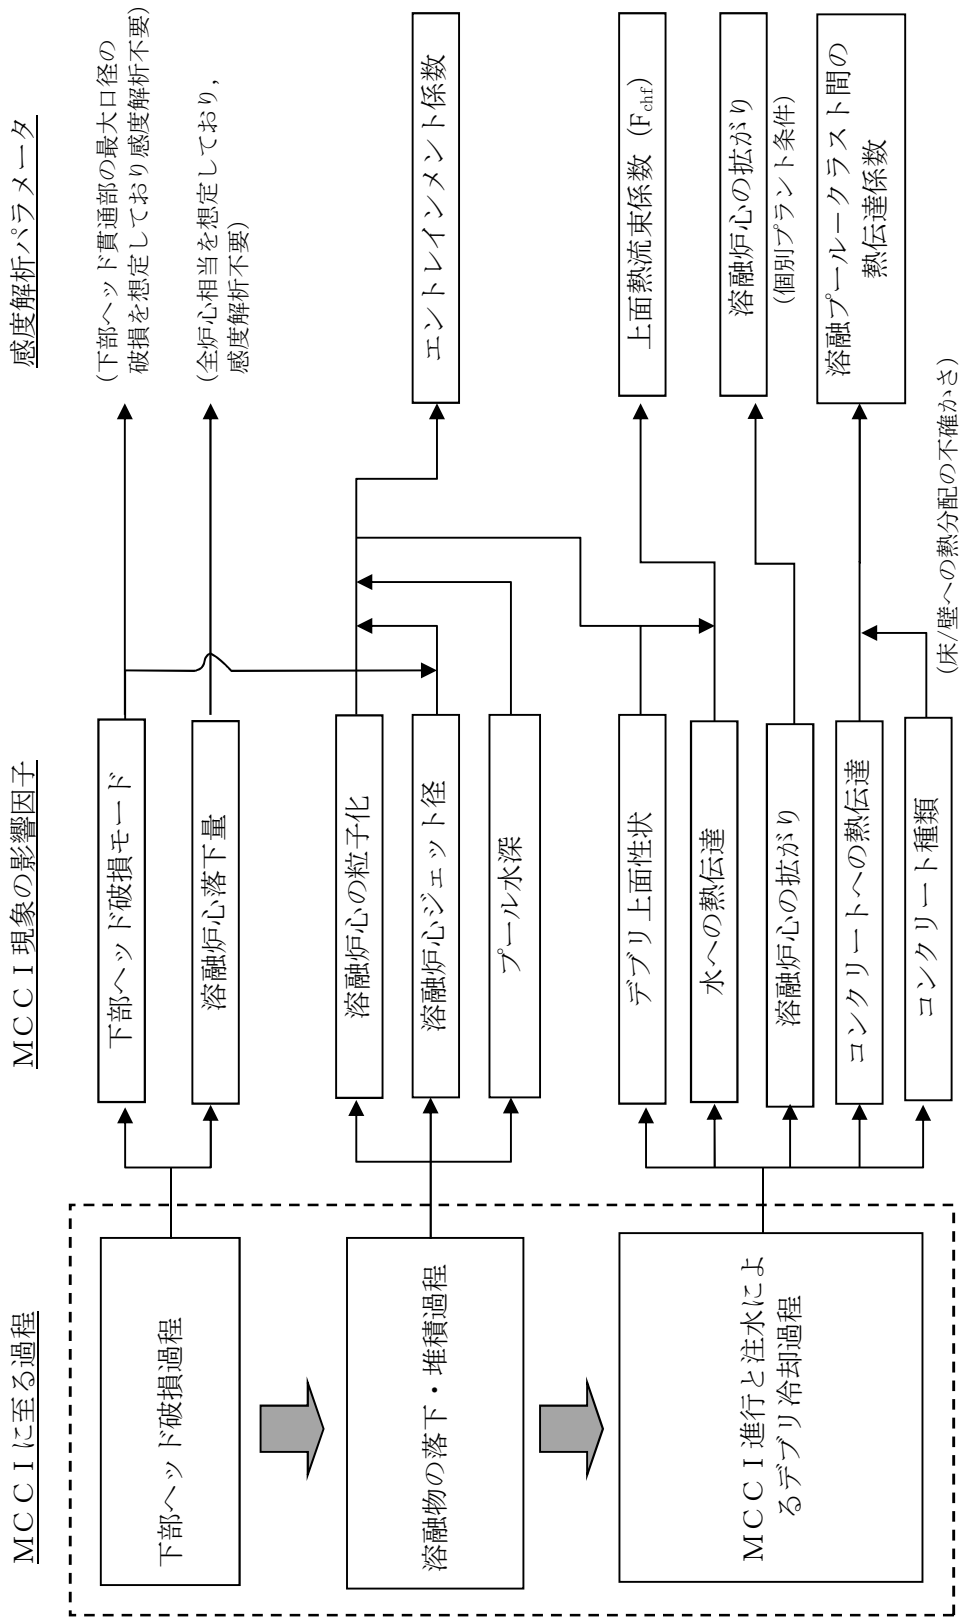 MCCIに至る過程
下部ヘッド破損過程
溶融物の落下・堆積過程
MCCI進行と注水によ
るデブリ冷却過程
MCCI現象の影響因子
下部ヘッド破損モード
溶融炉心落下量
溶融炉心の粒子化
溶融炉心ジェット径
プール水深
デブリ上面性状
水への熱伝達
溶融炉心の拡がり
コンクリートへの熱伝達
コンクリート種類
感度解析パラメータ
(下部ヘッド貫通部の最大口径の
破損を想定しており感度解析不要)
(全炉心相当を想定しており,
感度解析不要)
エントレインメント係数
上面熱流束係数 (Fchf)
溶融炉心の拡がり
(個別プラント条件)
溶融プールークラスト間の
熱伝達係数
(床/壁への熱分配の不確かさ)